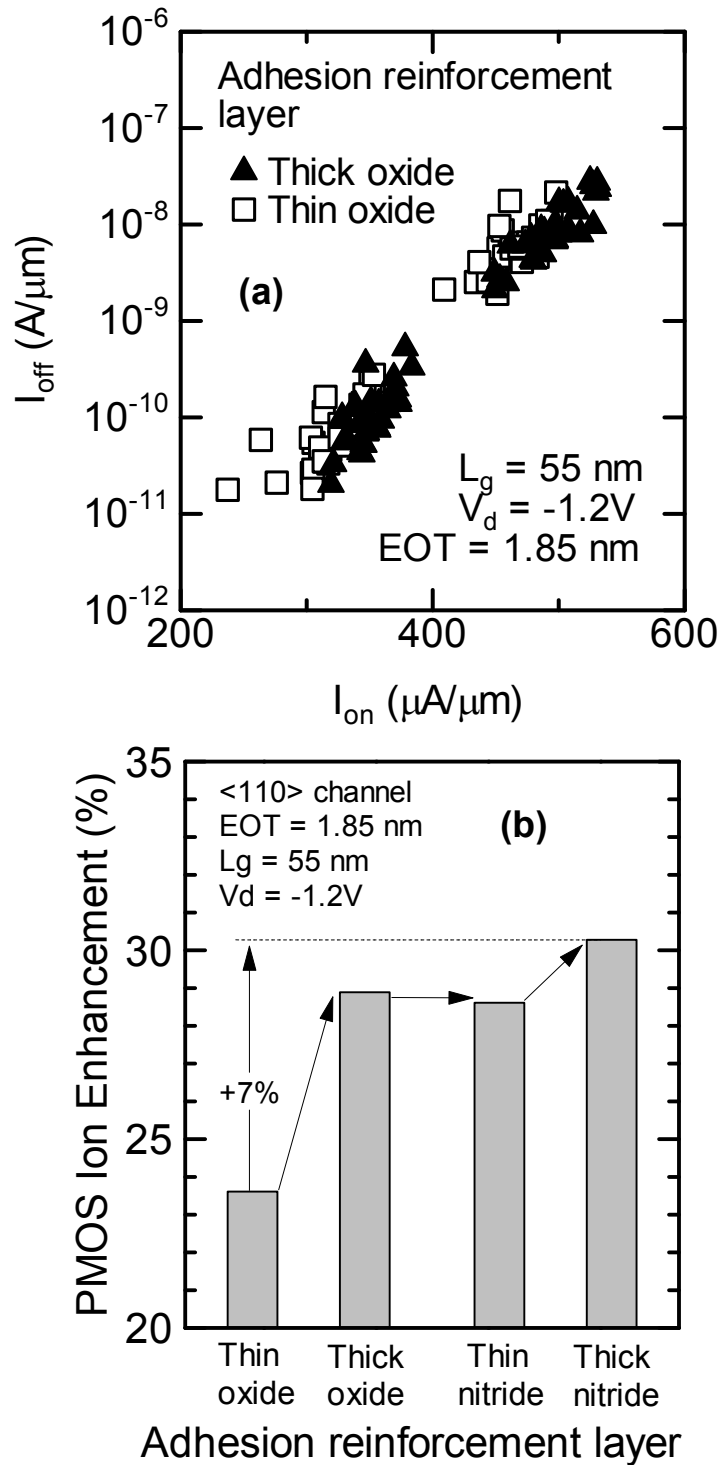 10⁻⁶
10⁻⁷
10⁻⁸
10⁻⁹
10⁻¹⁰
10⁻¹¹
10⁻¹²
I_off (A/μm)
Adhesion reinforcement
layer
▲ Thick oxide
□ Thin oxide
(a)
L_g = 55 nm
V_d = -1.2V
EOT = 1.85 nm
200 400 600
I_on (μA/μm)
PMOS Ion Enhancement (%)
35
30
25
20
<110> channel
EOT = 1.85 nm
Lg = 55 nm
Vd = -1.2V
(b)
+7%
Thin
oxide
Thick
oxide
Thin
nitride
Thick
nitride
Adhesion reinforcement layer